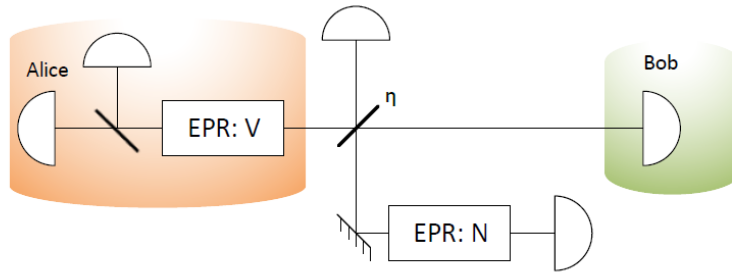 Alice
EPR: V
η
Bob
EPR: N